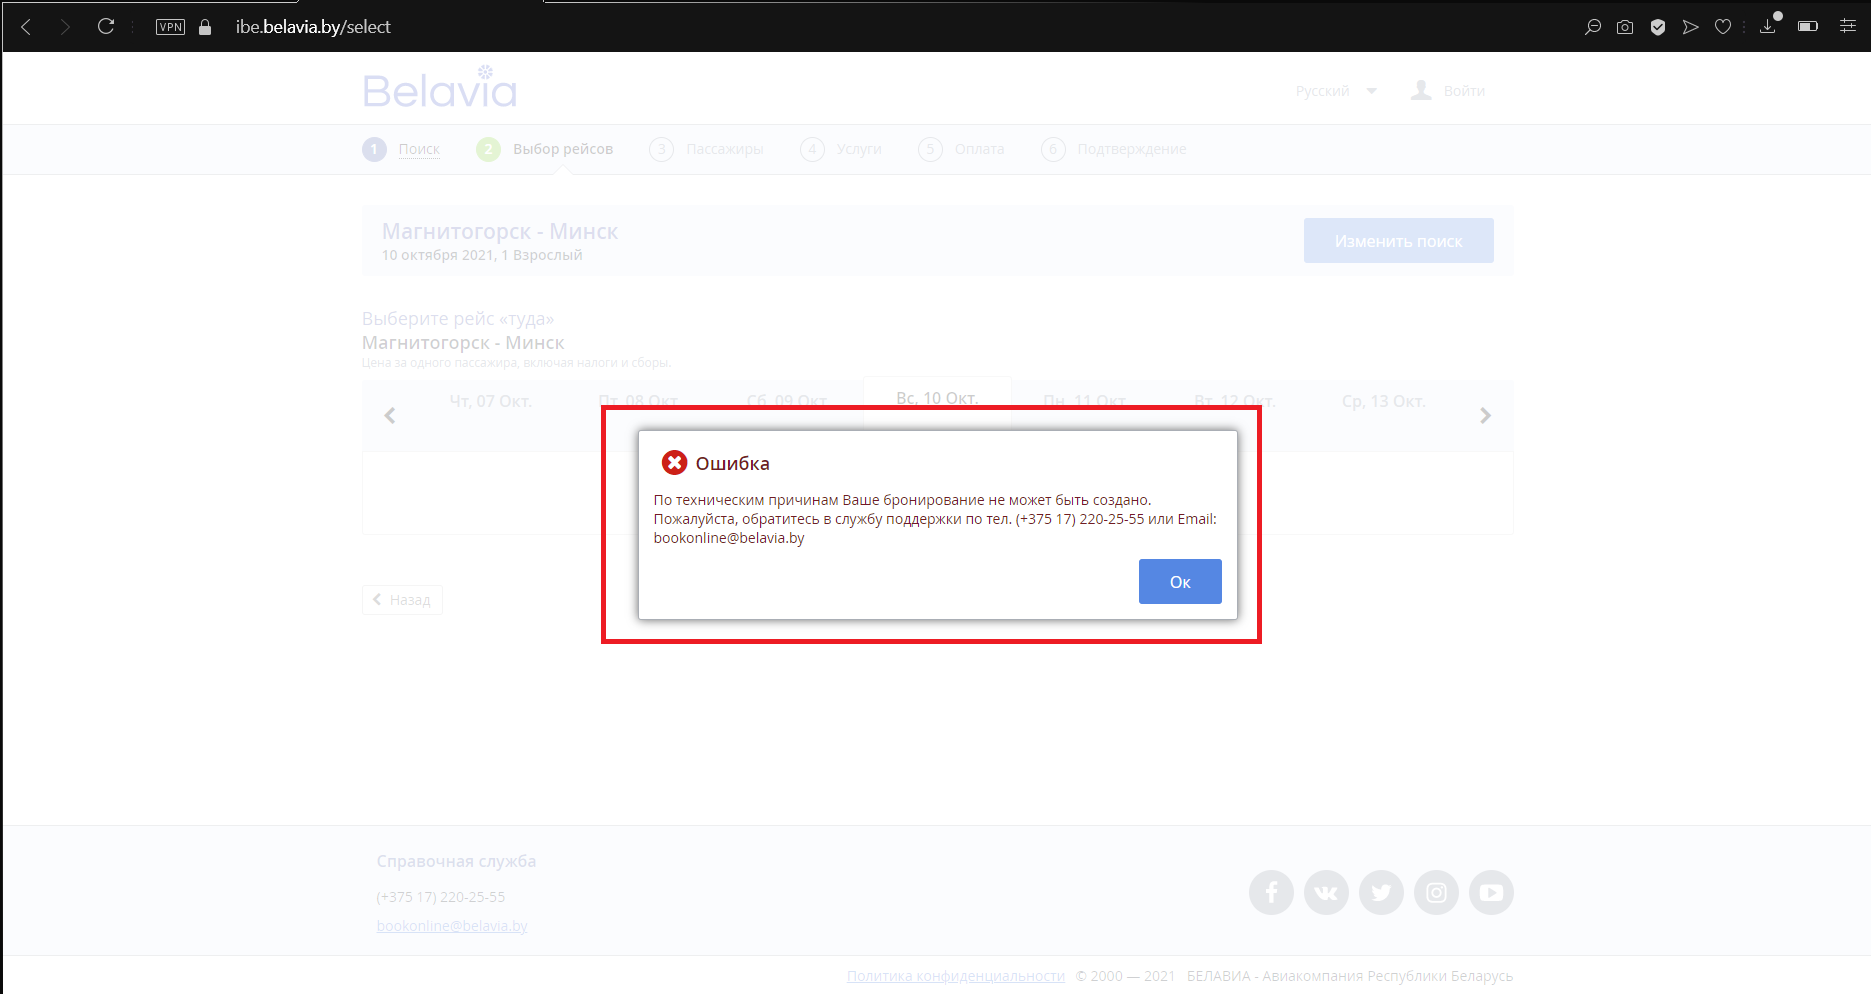 VPN ibe.belavia.by/select
Belavia
Русский Войти
1 Поиск 2 Выбор рейсов 3 Пассажиры 4 Услуги 5 Оплата 6 Подтверждение
Магнитогорск - Минск
10 октября 2021, 1 Взрослый
Изменить поиск
Выберите рейс «туда»
Магнитогорск - Минск
Цена за одного пассажира, включая налоги и сборы.
Чт, 07 Окт. Пт, 08 Окт. Сб, 09 Окт. Вс, 10 Окт. Пн, 11 Окт. Вт, 12 Окт. Ср, 13 Окт.
Ошибка
По техническим причинам Ваше бронирование не может быть создано.
Пожалуйста, обратитесь в службу поддержки по тел. (+375 17) 220-25-55 или Email:
bookonline@belavia.by
Ок
Назад
Справочная служба
(+375 17) 220-25-55
bookonline@belavia.by
Политика конфиденциальности © 2000 — 2021 БЕЛАВИА - Авиакомпания Республики Беларусь